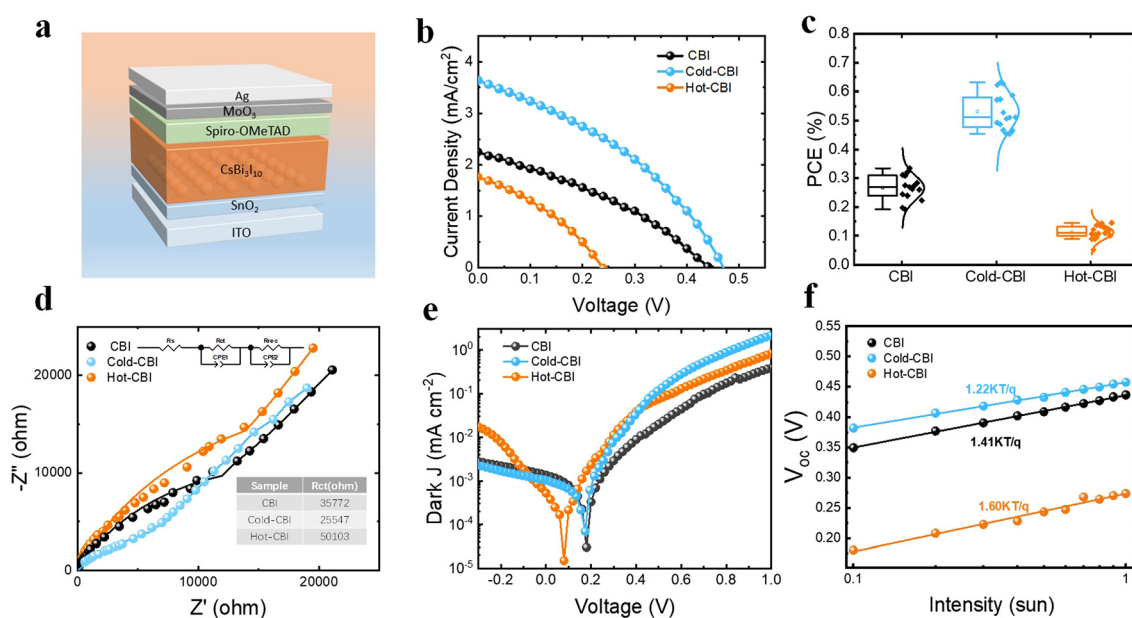 a
Ag
MoO3
Spiro-OMeTAD
CsBi3I10
SnO2
ITO
b
Current Density (mA/cm2)
4
3
2
1
0
CBI
Cold-CBI
Hot-CBI
0.0 0.1 0.2 0.3 0.4 0.5
Voltage (V)
c
PCE (%)
0.8
0.7
0.6
0.5
0.4
0.3
0.2
0.1
0.0
CBI Cold-CBI Hot-CBI
d
-Z" (ohm)
20000
10000
0
CBI
Cold-CBI
Hot-CBI
Rs Rct Rrec
CPE1 CPE2
Sample Rct(ohm)
CBI 35772
Cold-CBI 25547
Hot-CBI 50103
0 10000 20000
Z' (ohm)
e
Dark J (mA cm-2)
100
10-1
10-2
10-3
10-4
10-5
CBI
Cold-CBI
Hot-CBI
0.0 0.2 0.4 0.6 0.8 1.0
Voltage (V)
f
VOC (V)
0.55
0.50
0.45
0.40
0.35
0.30
0.25
0.20
CBI
Cold-CBI
Hot-CBI
1.22KT/q
1.41KT/q
1.60KT/q
0.1 1
Intensity (sun)